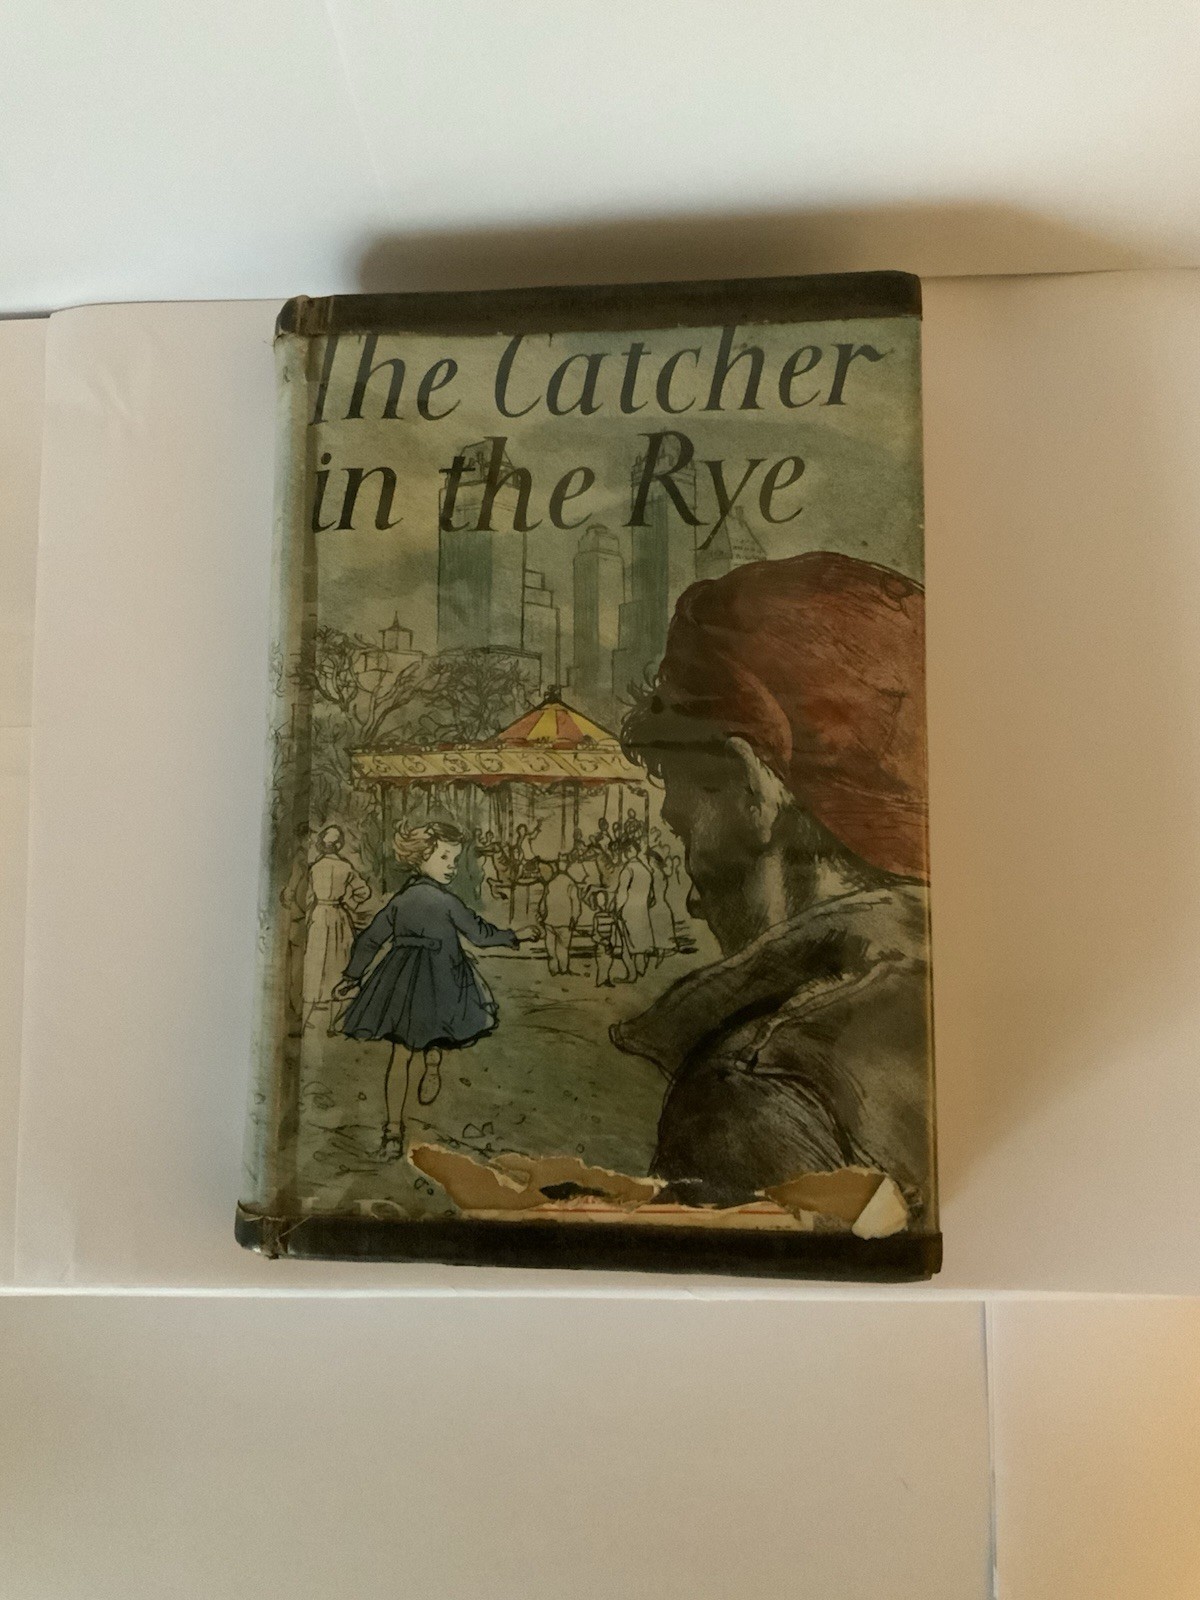 The Catcher
in the Rye
J. D.